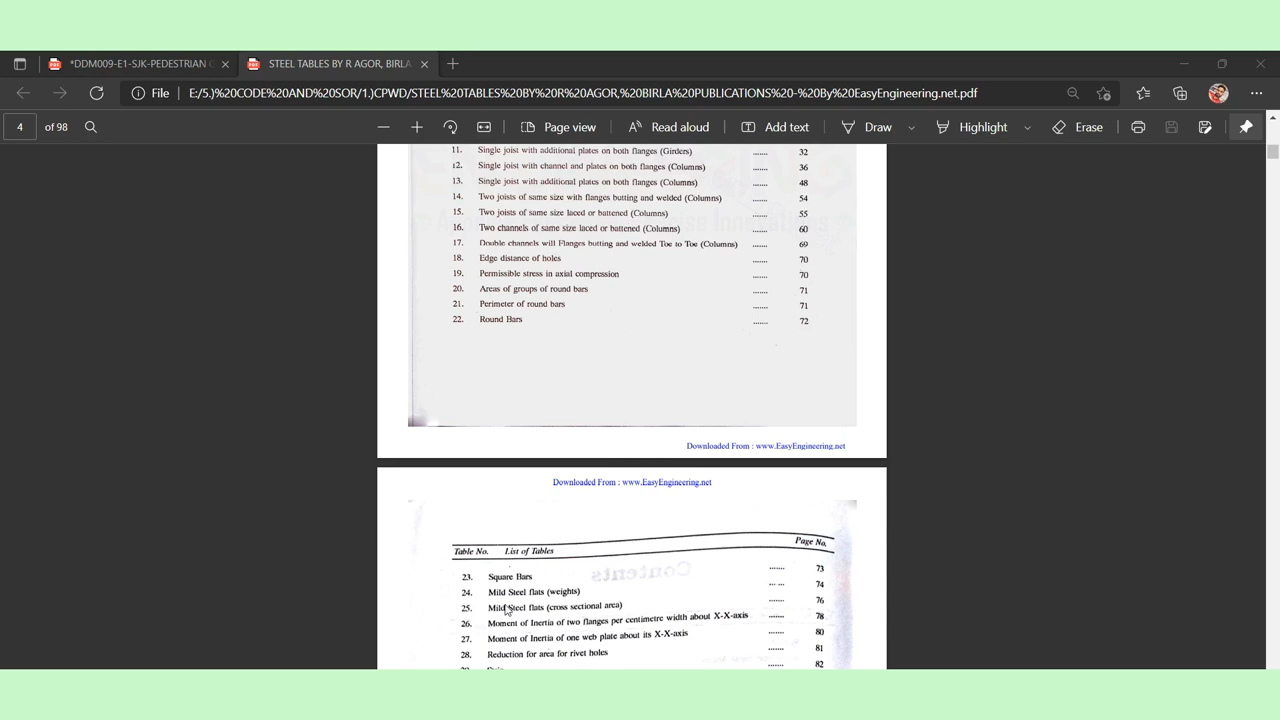 *DDM009-E1-SJK-PEDESTRIAN
STEEL TABLES BY R AGOR, BIRLA
File
E:/5.)%20CODE%20AND%20SOR/1.)CPWD/STEEL%20TABLES%20BY%20R%20AGOR,%20BIRLA%20PUBLICATIONS%20-%20By%20EasyEngineering.net.pdf
4 of 98
Page view
Read aloud
Add text
Draw
Highlight
Erase
11. Single joist with additional plates on both flanges (Girders) ....... 32
12. Single joist with channel and plates on both flanges (Columns) ....... 36
13. Single joist with additional plates on both flanges (Columns) ....... 48
14. Two joists of same size with flanges butting and welded (Columns) ....... 54
15. Two joists of same size laced or battened (Columns) ....... 55
16. Two channels of same size laced or battened (Columns) ....... 60
17. Double channels will Flanges butting and welded Toe to Toe (Columns) ....... 69
18. Edge distance of holes ....... 70
19. Permissible stress in axial compression ....... 70
20. Areas of groups of round bars ....... 71
21. Perimeter of round bars ....... 71
22. Round Bars ....... 72
Downloaded From : www.EasyEngineering.net
Downloaded From : www.EasyEngineering.net
Table No. List of Tables Page No.
Contents
23. Square Bars ....... 73
24. Mild Steel flats (weights) ... ... 74
25. Mild Steel flats (cross sectional area) ....... 76
26. Moment of Inertia of two flanges per centimetre width about X-X-axis ....... 78
27. Moment of Inertia of one web plate about its X-X-axis ....... 80
28. Reduction for area for rivet holes ....... 81
....... 82